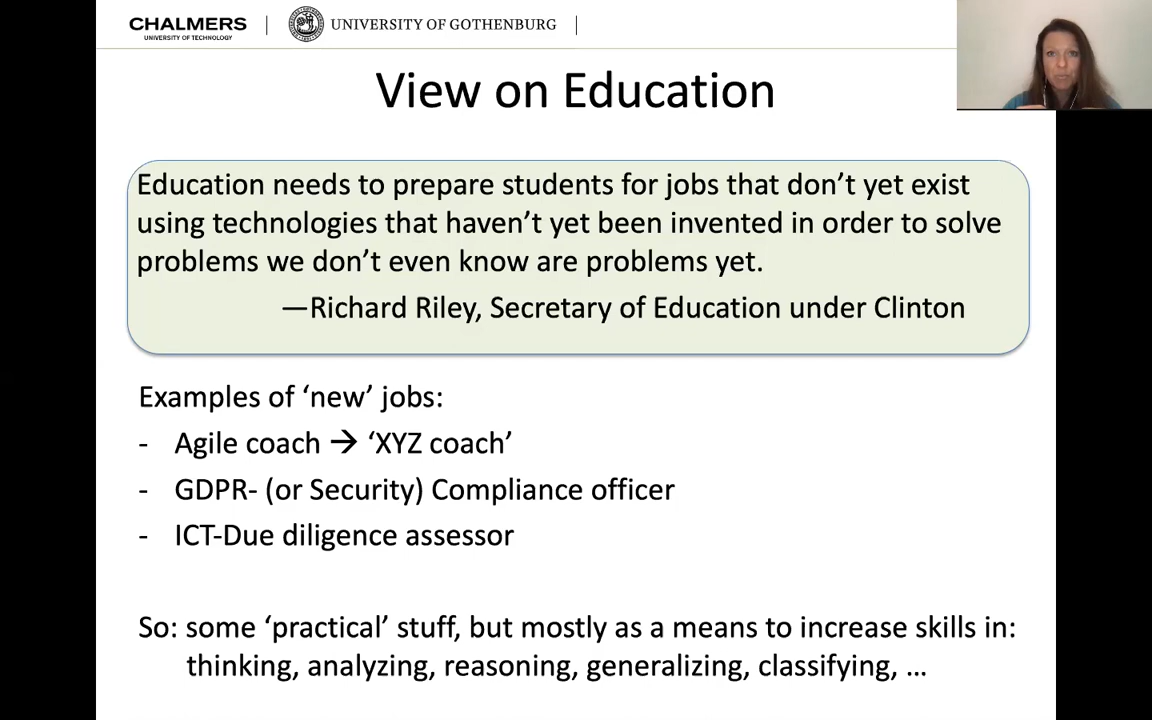 CHALMERS
UNIVERSITY OF TECHNOLOGY
UNIVERSITY OF GOTHENBURG
View on Education
Education needs to prepare students for jobs that don’t yet exist
using technologies that haven’t yet been invented in order to solve
problems we don’t even know are problems yet.
—Richard Riley, Secretary of Education under Clinton
Examples of ‘new’ jobs:
- Agile coach → ‘XYZ coach’
- GDPR- (or Security) Compliance officer
- ICT-Due diligence assessor
So: some ‘practical’ stuff, but mostly as a means to increase skills in:
thinking, analyzing, reasoning, generalizing, classifying, …